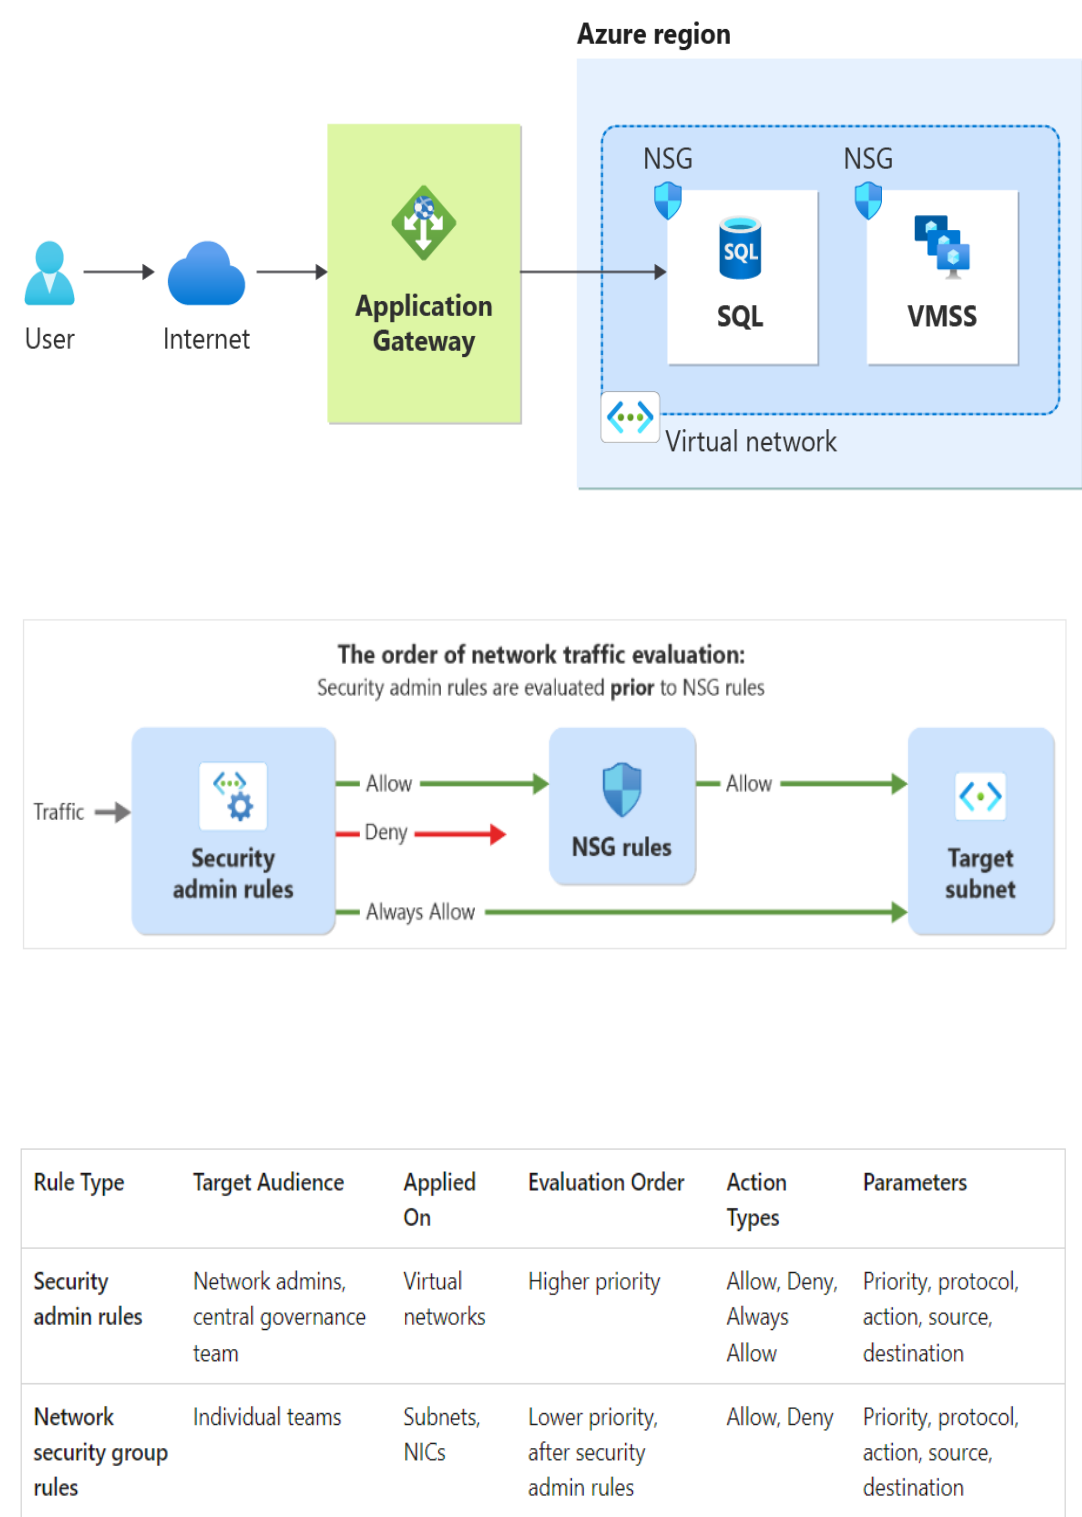 Azure region
NSG
NSG
SQL
SQL
VMSS
Application
Gateway
User
Internet
Virtual network
The order of network traffic evaluation:
Security admin rules are evaluated prior to NSG rules
Traffic
Security
admin rules
Allow
Deny
Always Allow
NSG rules
Allow
Target
subnet
Rule Type
Target Audience
Applied
On
Evaluation Order
Action
Types
Parameters
Security
admin rules
Network admins,
central governance
team
Virtual
networks
Higher priority
Allow, Deny,
Always
Allow
Priority, protocol,
action, source,
destination
Network
security group
rules
Individual teams
Subnets,
NICs
Lower priority,
after security
admin rules
Allow, Deny
Priority, protocol,
action, source,
destination